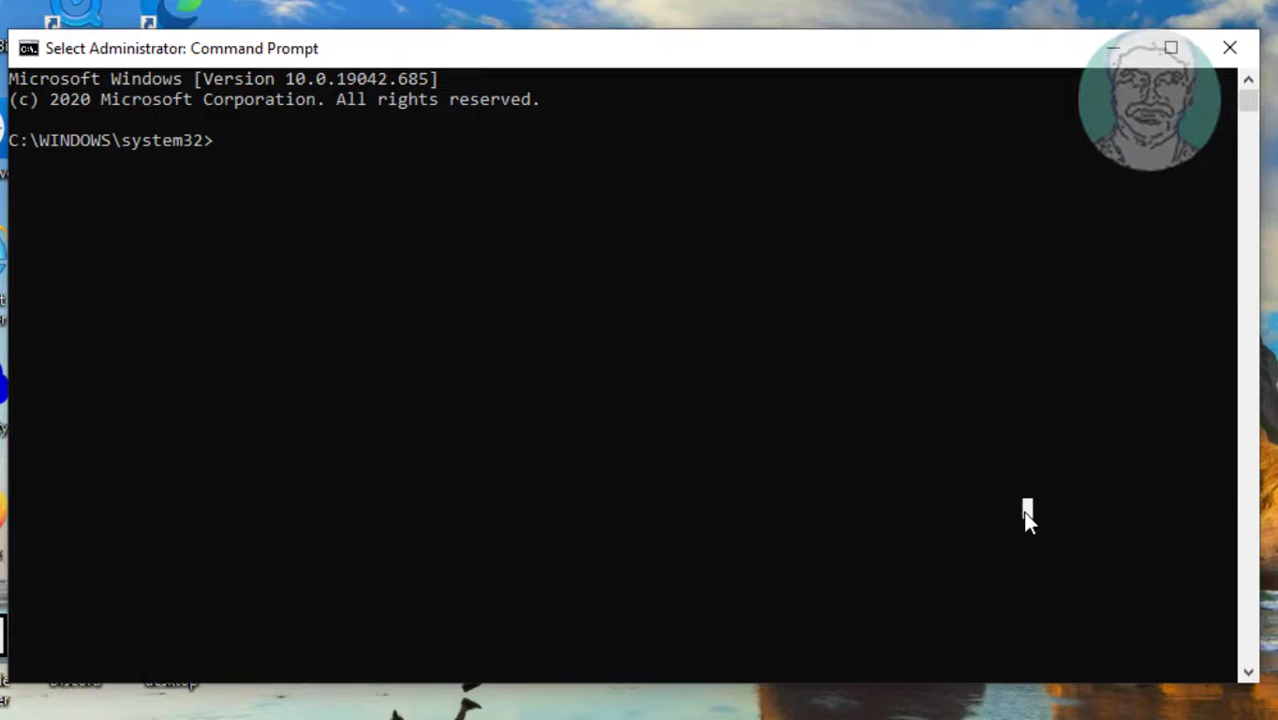 Select Administrator: Command Prompt
Microsoft Windows [Version 10.0.19042.685]
(c) 2020 Microsoft Corporation. All rights reserved.
C:\WINDOWS\system32>